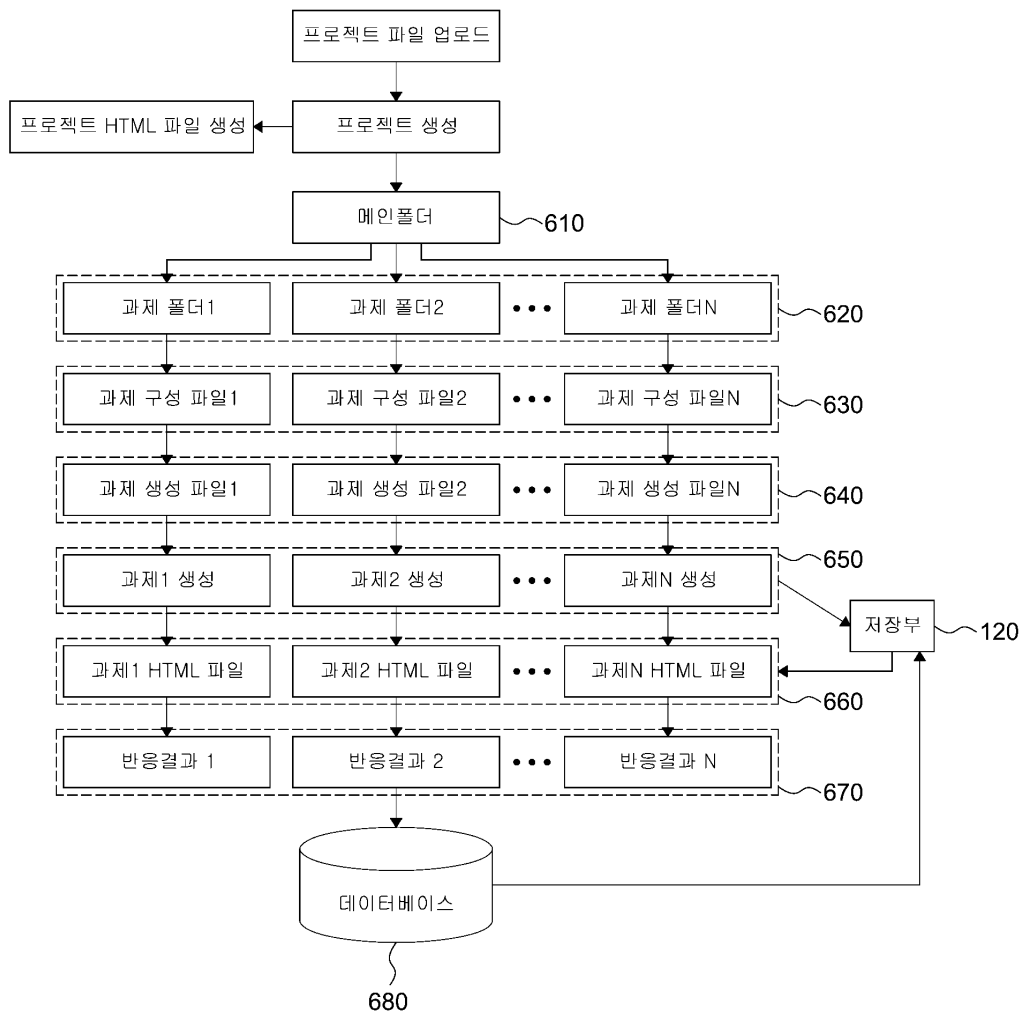 프로젝트 파일 업로드
프로젝트 HTML 파일 생성
프로젝트 생성
메인폴더
610
과제 폴더1
과제 폴더2
•••
과제 폴더N
620
과제 구성 파일1
과제 구성 파일2
•••
과제 구성 파일N
630
과제 생성 파일1
과제 생성 파일2
•••
과제 생성 파일N
640
과제1 생성
과제2 생성
•••
과제N 생성
650
저장부
120
과제1 HTML 파일
과제2 HTML 파일
•••
과제N HTML 파일
660
반응결과 1
반응결과 2
•••
반응결과 N
670
데이터베이스
680